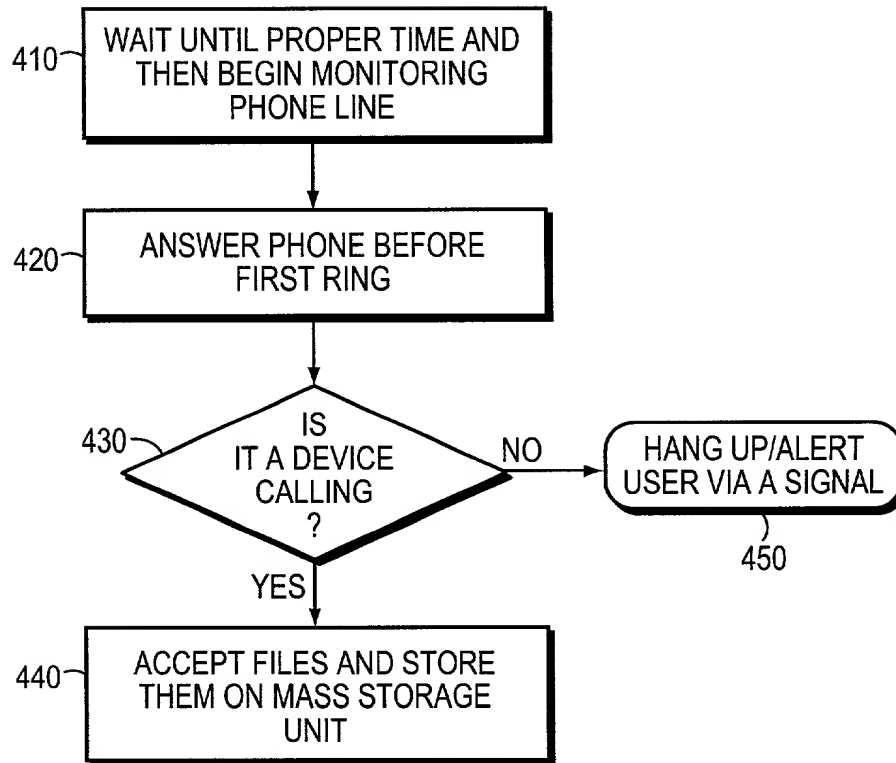 410
WAIT UNTIL PROPER TIME AND
THEN BEGIN MONITORING
PHONE LINE
420
ANSWER PHONE BEFORE
FIRST RING
430
IS
IT A DEVICE
CALLING
?
NO
HANG UP/ALERT
USER VIA A SIGNAL
450
YES
440
ACCEPT FILES AND STORE
THEM ON MASS STORAGE
UNIT